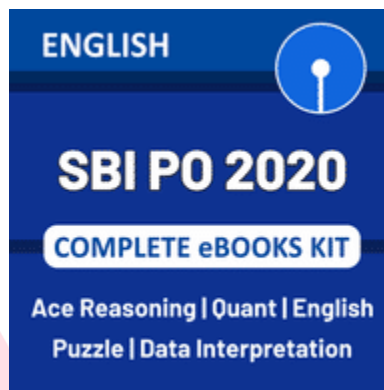 ENGLISH
SBI PO 2020
COMPLETE eBOOKS KIT
Ace Reasoning | Quant | English
Puzzle | Data Interpretation